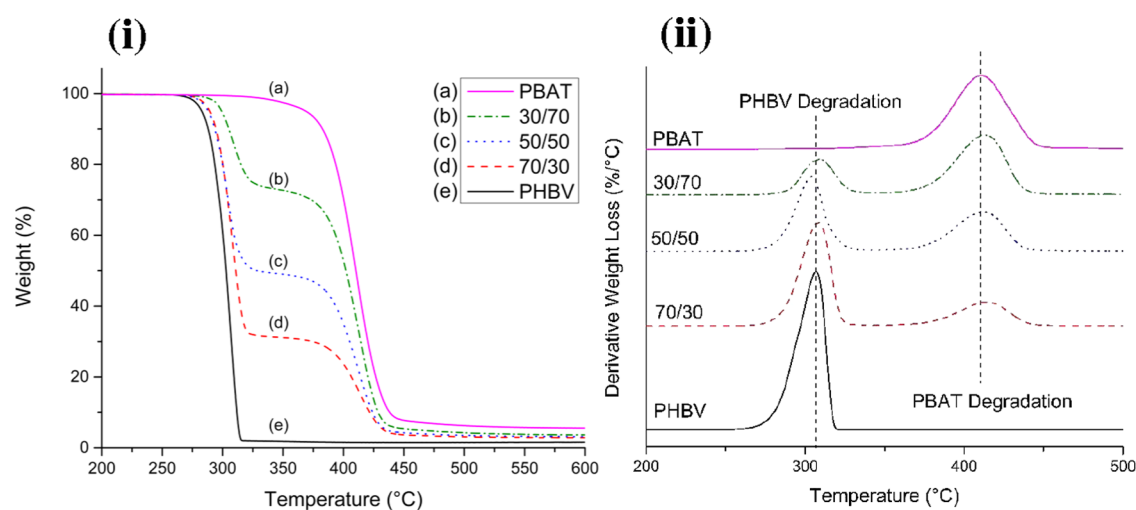 (i)
100
80
60
40
20
0
Weight (%)
200 250 300 350 400 450 500 550 600
Temperature (°C)
(a)
(b)
(c)
(d)
(e)
(a) PBAT
(b) 30/70
(c) 50/50
(d) 70/30
(e) PHBV
(ii)
Derivative Weight Loss (%/°C)
PHBV Degradation
PBAT
30/70
50/50
70/30
PHBV
PBAT Degradation
200 300 400 500
Temperature (°C)